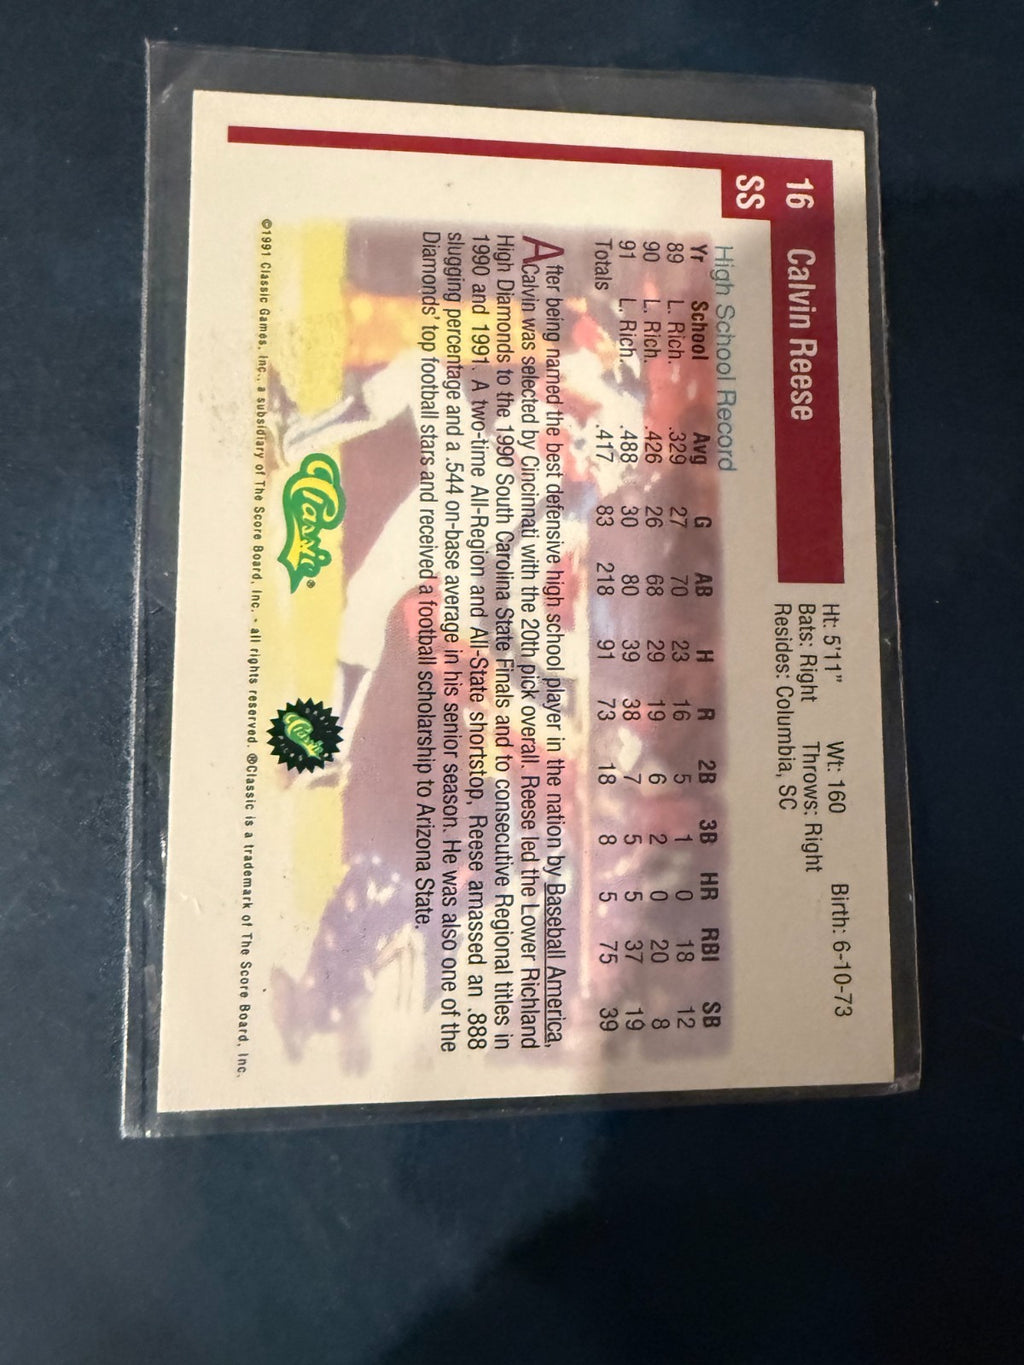 16 Calvin Reese
SS
Ht: 5'11" Wt: 160 Birth: 6-10-73
Bats: Right Throws: Right
Resides: Columbia, SC
High School Record
Yr School Avg G AB H R 2B 3B HR RBI SB
89 L. Rich. .329 27 70 23 16 5 1 0 18 12
90 L. Rich. .426 26 68 29 19 6 2 0 20 8
91 L. Rich. .488 30 80 39 38 7 5 5 37 19
Totals .417 83 218 91 73 18 8 5 75 39
After being named the best defensive high school player in the nation by Baseball America,
Calvin was selected by Cincinnati with the 20th pick overall. Reese led the Lower Richland
High Diamonds to the 1990 South Carolina State Finals and to consecutive Regional titles in
1990 and 1991. A two-time All-Region and All-State shortstop, Reese amassed an .888
slugging percentage and a .544 on-base average in his senior season. He was also one of the
Diamonds' top football stars and received a football scholarship to Arizona State.
Classic®
Classic
©1991 Classic Games, Inc., a subsidiary of The Score Board, Inc. - all rights reserved. ®Classic is a trademark of The Score Board, Inc.